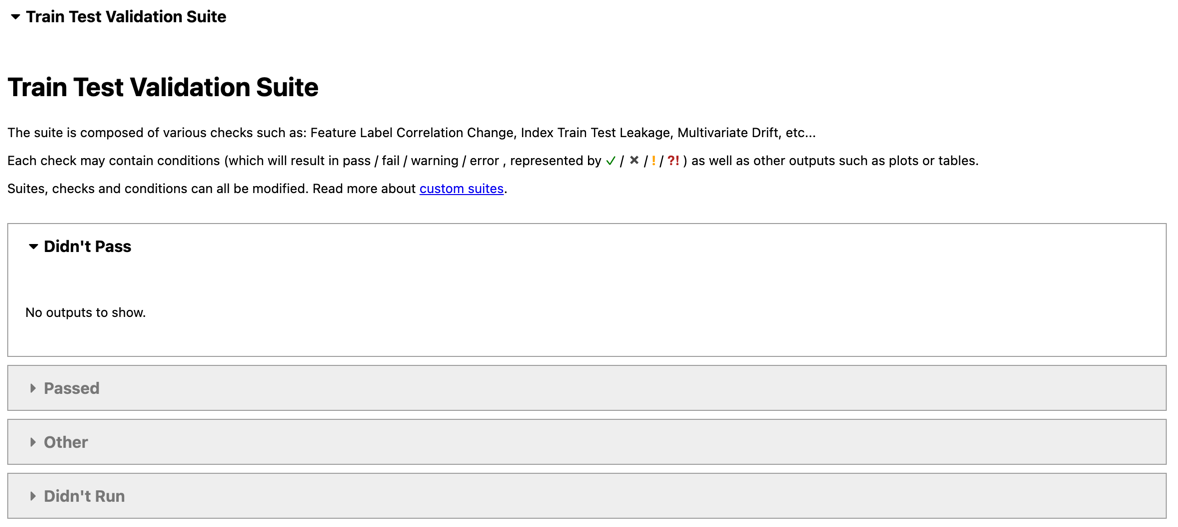 Train Test Validation Suite
Train Test Validation Suite
The suite is composed of various checks such as: Feature Label Correlation Change, Index Train Test Leakage, Multivariate Drift, etc...
Each check may contain conditions (which will result in pass / fail / warning / error , represented by ✓ / ✖ / ! / ?! ) as well as other outputs such as plots or tables.
Suites, checks and conditions can all be modified. Read more about custom suites.
Didn't Pass
No outputs to show.
Passed
Other
Didn't Run